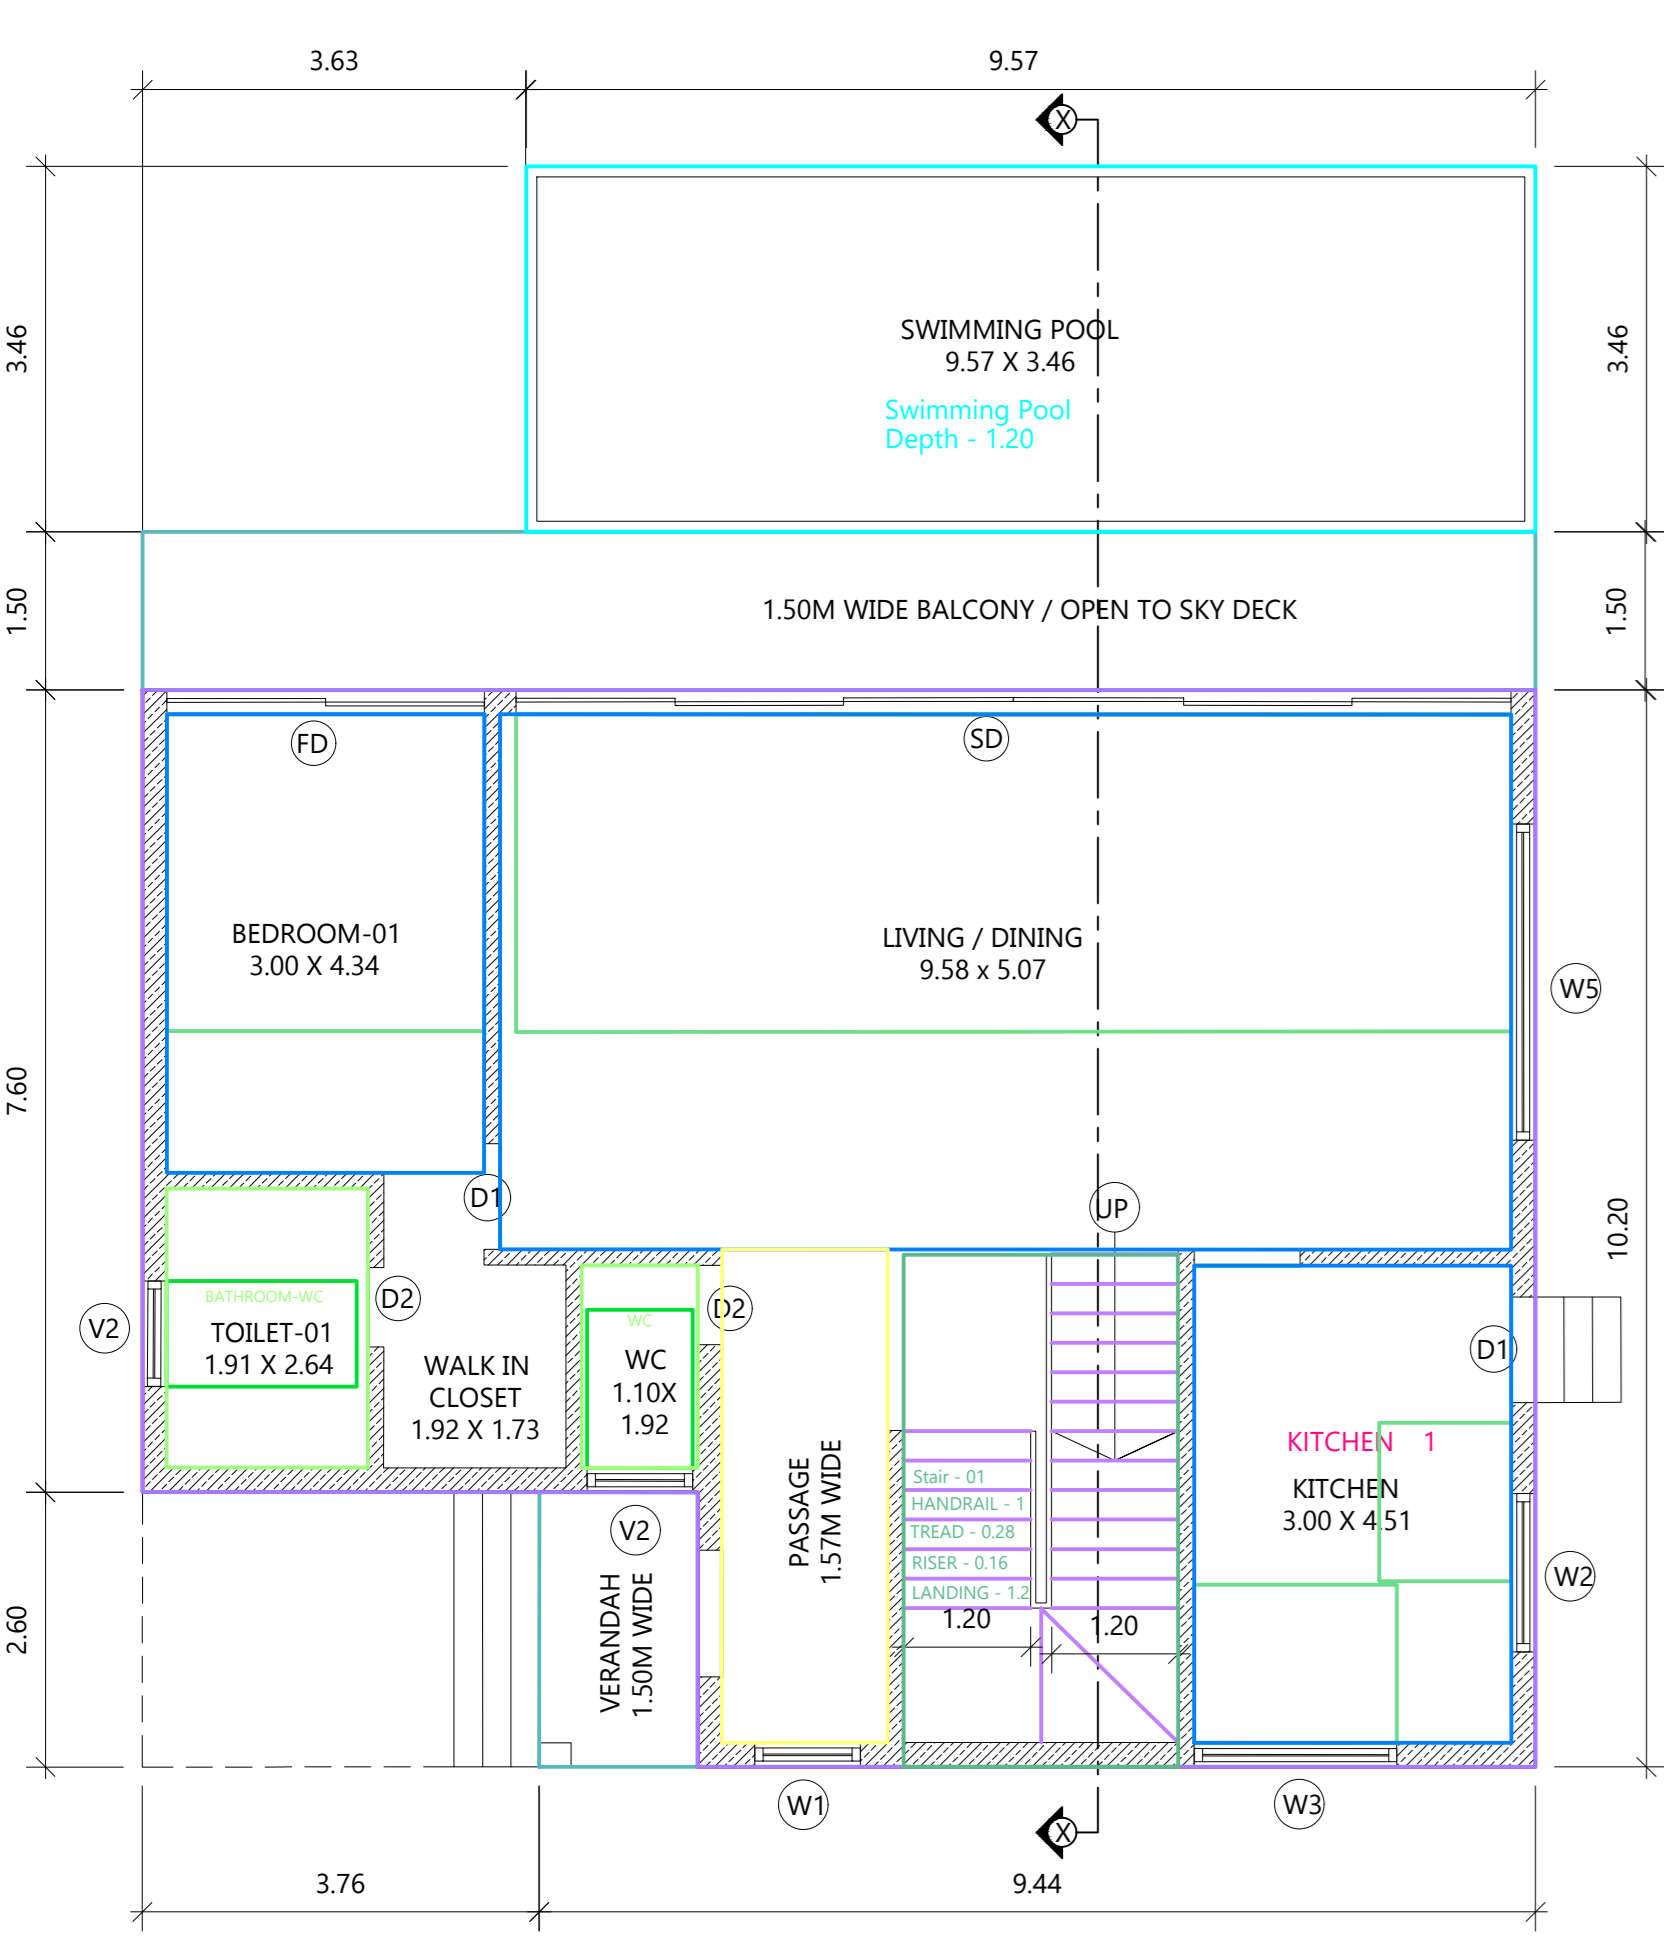 3.63
9.57
X
3.46
3.46
SWIMMING POOL
9.57 X 3.46
Swimming Pool
Depth - 1.20
1.50
1.50
1.50M WIDE BALCONY / OPEN TO SKY DECK
FD
SD
BEDROOM-01
3.00 X 4.34
LIVING / DINING
9.58 x 5.07
W5
7.60
10.20
D1
UP
BATHROOM-WC
TOILET-01
1.91 X 2.64
V2
D2
WALK IN
CLOSET
1.92 X 1.73
WC
WC
1.10X
1.92
D2
D1
KITCHEN 1
KITCHEN
3.00 X 4.51
PASSAGE
1.57M WIDE
Stair - 01
HANDRAIL - 1
TREAD - 0.28
RISER - 0.16
LANDING - 1.2
1.20
1.20
V2
VERANDAH
1.50M WIDE
W2
2.60
W1
W3
X
3.76
9.44